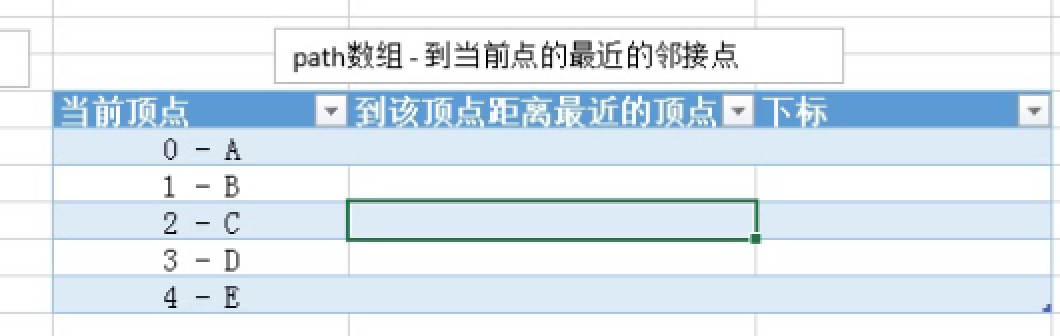 path数组 - 到当前点的最近的邻接点
当前顶点 到该顶点距离最近的顶点 下标
0 - A
1 - B
2 - C
3 - D
4 - E